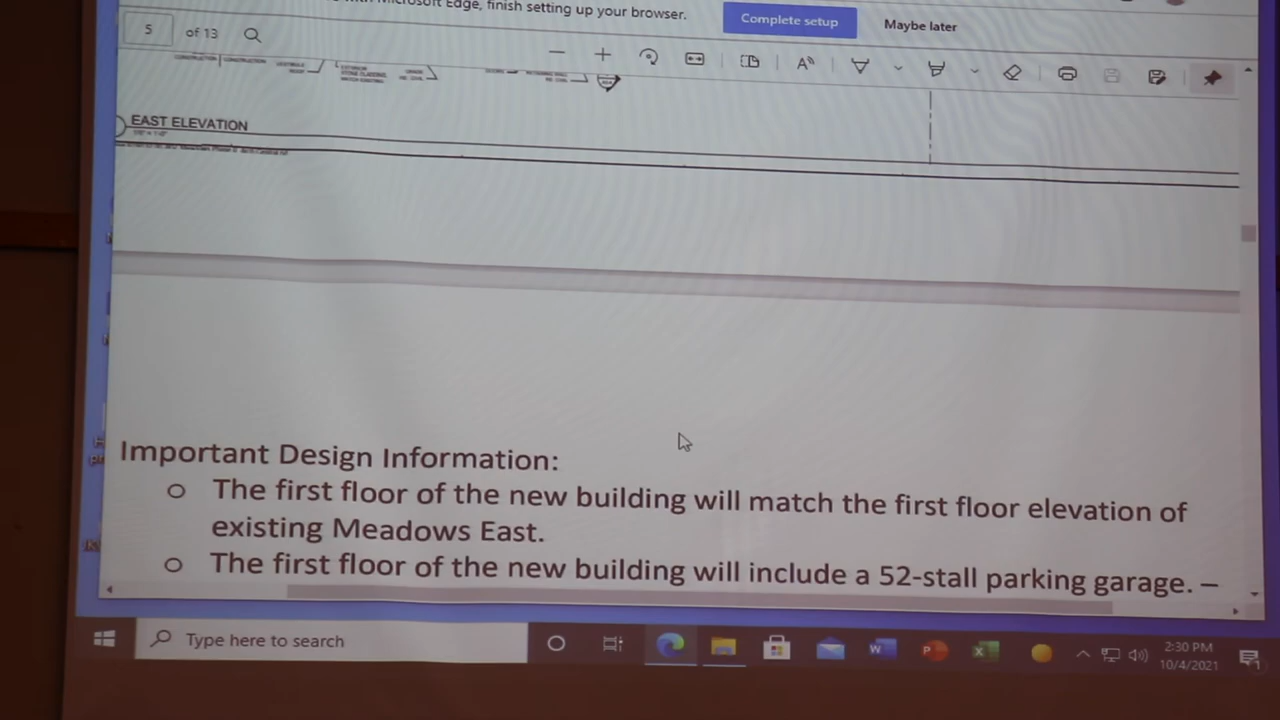 with Microsoft Edge, finish setting up your browser.
Complete setup
Maybe later
5 of 13
EAST ELEVATION
Important Design Information:
o The first floor of the new building will match the first floor elevation of
existing Meadows East.
o The first floor of the new building will include a 52-stall parking garage. –
Type here to search
2:30 PM
10/4/2021